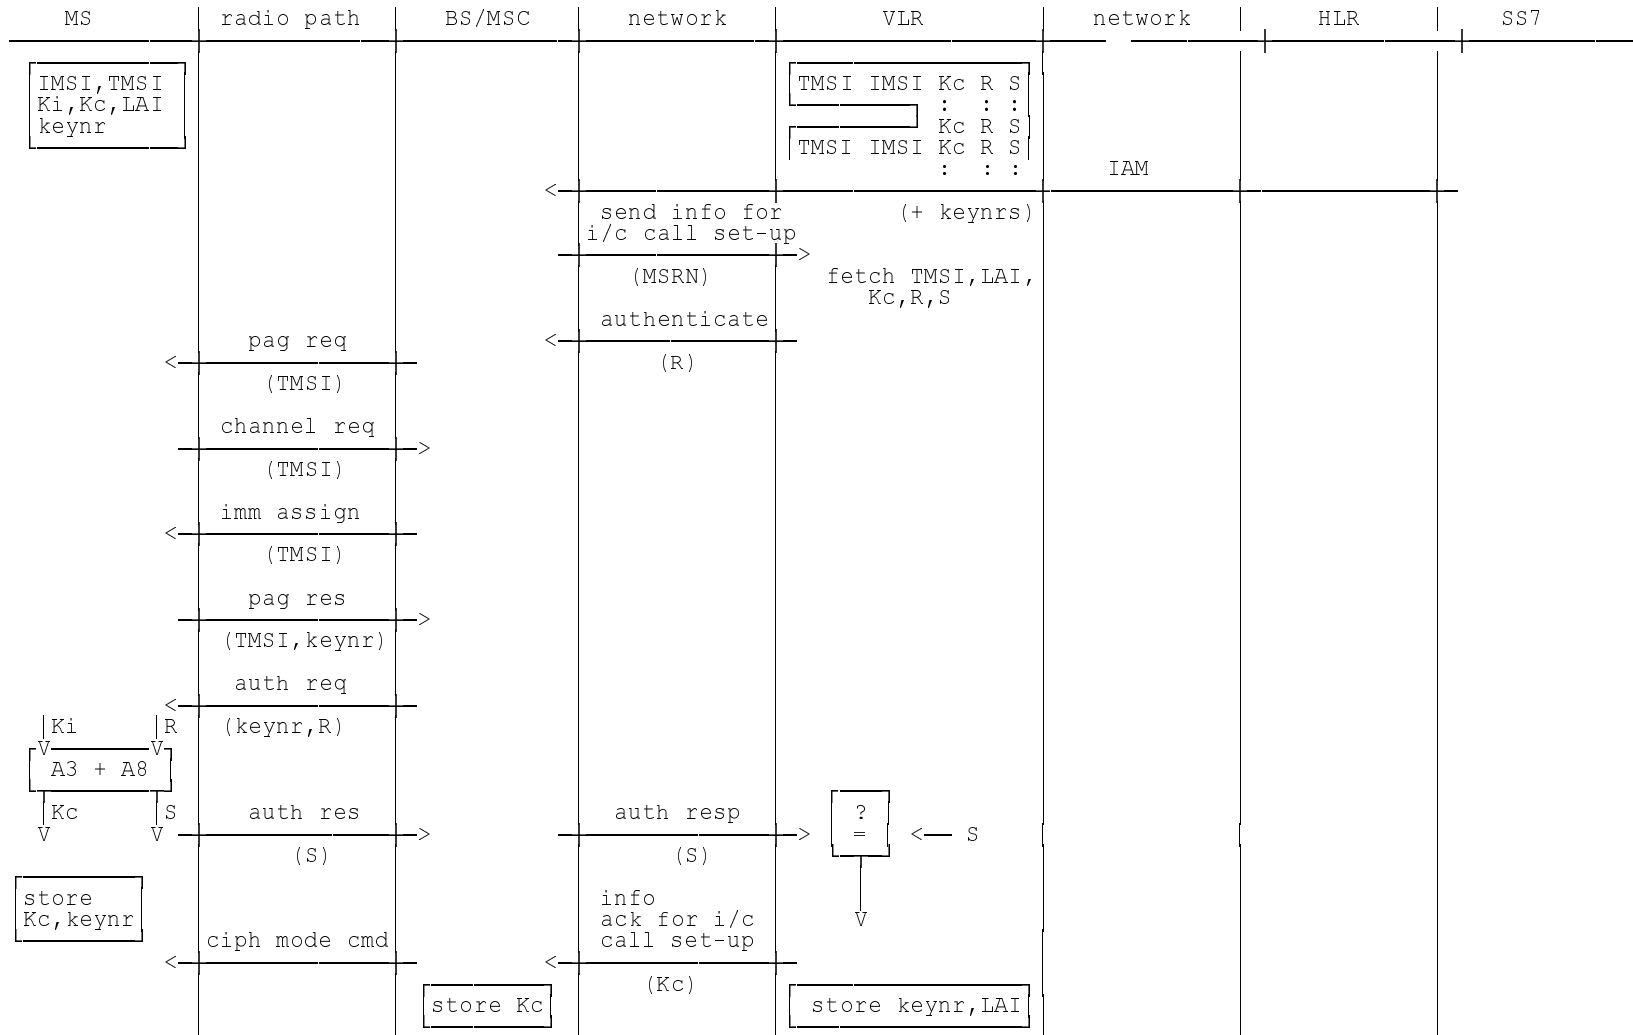 MS radio path BS/MSC network VLR network HLR SS7
IMSI,TMSI
Ki,Kc,LAI
keynr
TMSI IMSI Kc R S
: : :
Kc R S
TMSI IMSI Kc R S
: : :
IAM
(+ keynrs)
send info for
i/c call set-up
(MSRN)
fetch TMSI,LAI,
Kc,R,S
authenticate
(R)
pag req
(TMSI)
channel req
(TMSI)
imm assign
(TMSI)
pag res
(TMSI,keynr)
auth req
(keynr,R)
Ki R
A3 + A8
Kc S
auth res
(S)
auth resp
(S)
?
=
S
store
Kc,keynr
info
ack for i/c
call set-up
(Kc)
ciph mode cmd
store Kc
store keynr,LAI